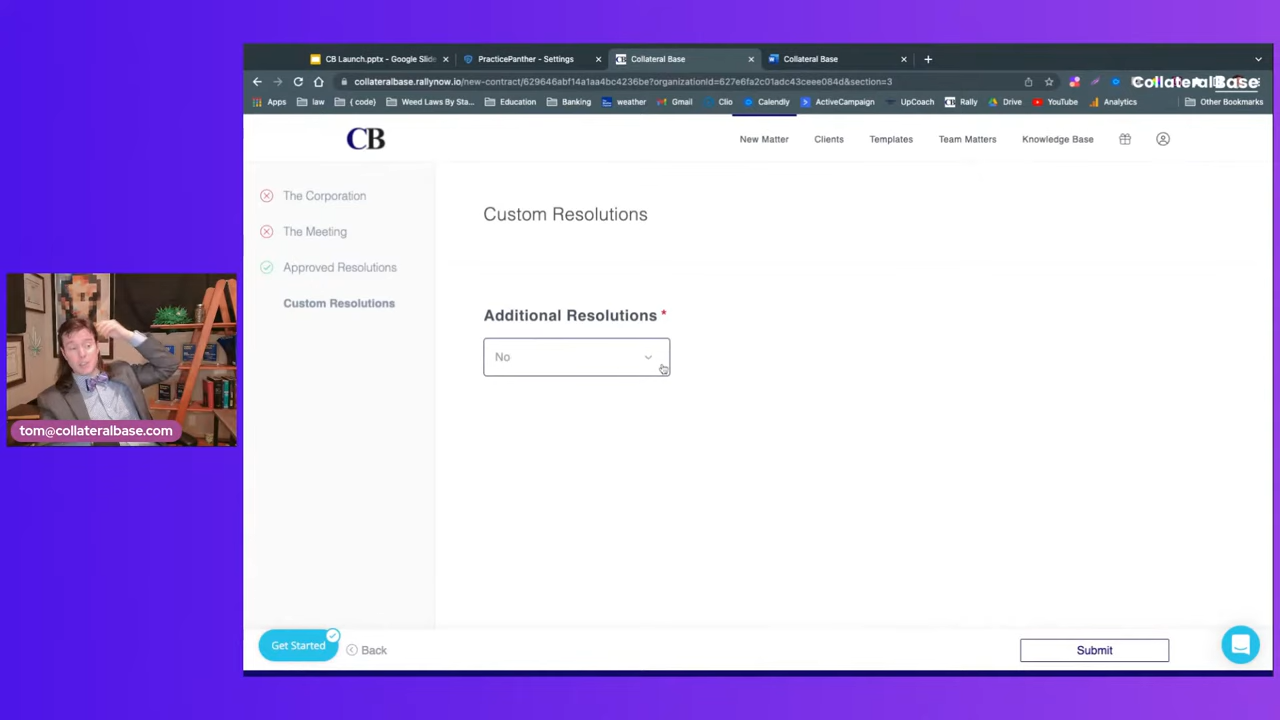 CB Launch.pptx - Google Slide
PracticePanther - Settings
CB Collateral Base
Collateral Base
collateralbase.rallynow.io/new-contract/629646abf14a1aa4bc4236be?organizationId=627e6fa2c01adc43ceee084d&section=3
CollateralBase
Apps
law
{ code}
Weed Laws By Sta...
Education
Banking
weather
Gmail
Clio
Calendly
ActiveCampaign
UpCoach
Rally
Drive
YouTube
Analytics
Other Bookmarks
CB
New Matter
Clients
Templates
Team Matters
Knowledge Base
The Corporation
The Meeting
Approved Resolutions
Custom Resolutions
Custom Resolutions
Additional Resolutions *
No
tom@collateralbase.com
Get Started
Back
Submit